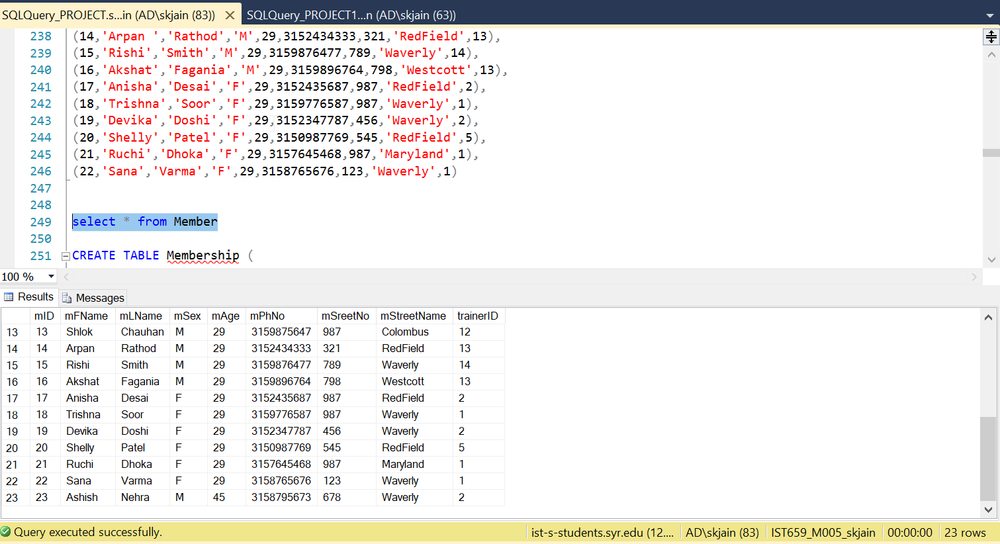 SQLQuery_PROJECT.s...in (AD\skjain (83)) SQLQuery_PROJECT1...n (AD\skjain (63))
238 (14,'Arpan ','Rathod','M',29,3152434333,321,'RedField',13),
239 (15,'Rishi','Smith','M',29,3159876477,789,'Waverly',14),
240 (16,'Akshat','Fagania','M',29,3159896764,798,'Westcott',13),
241 (17,'Anisha','Desai','F',29,3152435687,987,'RedField',2),
242 (18,'Trishna','Soor','F',29,3159776587,987,'Waverly',1),
243 (19,'Devika','Doshi','F',29,3152347787,456,'Waverly',2),
244 (20,'Shelly','Patel','F',29,3150987769,545,'RedField',5),
245 (21,'Ruchi','Dhoka','F',29,3157645468,987,'Maryland',1),
246 (22,'Sana','Varma','F',29,3158765676,123,'Waverly',1)
247
248
249 select * from Member
250
251 CREATE TABLE Membership (
100 %
Results Messages
mID mFName mLName mSex mAge mPhNo mSreetNo mStreetName trainerID
13 13 Shlok Chauhan M 29 3159875647 987 Colombus 12
14 14 Arpan Rathod M 29 3152434333 321 RedField 13
15 15 Rishi Smith M 29 3159876477 789 Waverly 14
16 16 Akshat Fagania M 29 3159896764 798 Westcott 13
17 17 Anisha Desai F 29 3152435687 987 RedField 2
18 18 Trishna Soor F 29 3159776587 987 Waverly 1
19 19 Devika Doshi F 29 3152347787 456 Waverly 2
20 20 Shelly Patel F 29 3150987769 545 RedField 5
21 21 Ruchi Dhoka F 29 3157645468 987 Maryland 1
22 22 Sana Varma F 29 3158765676 123 Waverly 1
23 23 Ashish Nehra M 45 3158795673 678 Waverly 2
Query executed successfully. ist-s-students.syr.edu (12.... AD\skjain (83) IST659_M005_skjain 00:00:00 23 rows